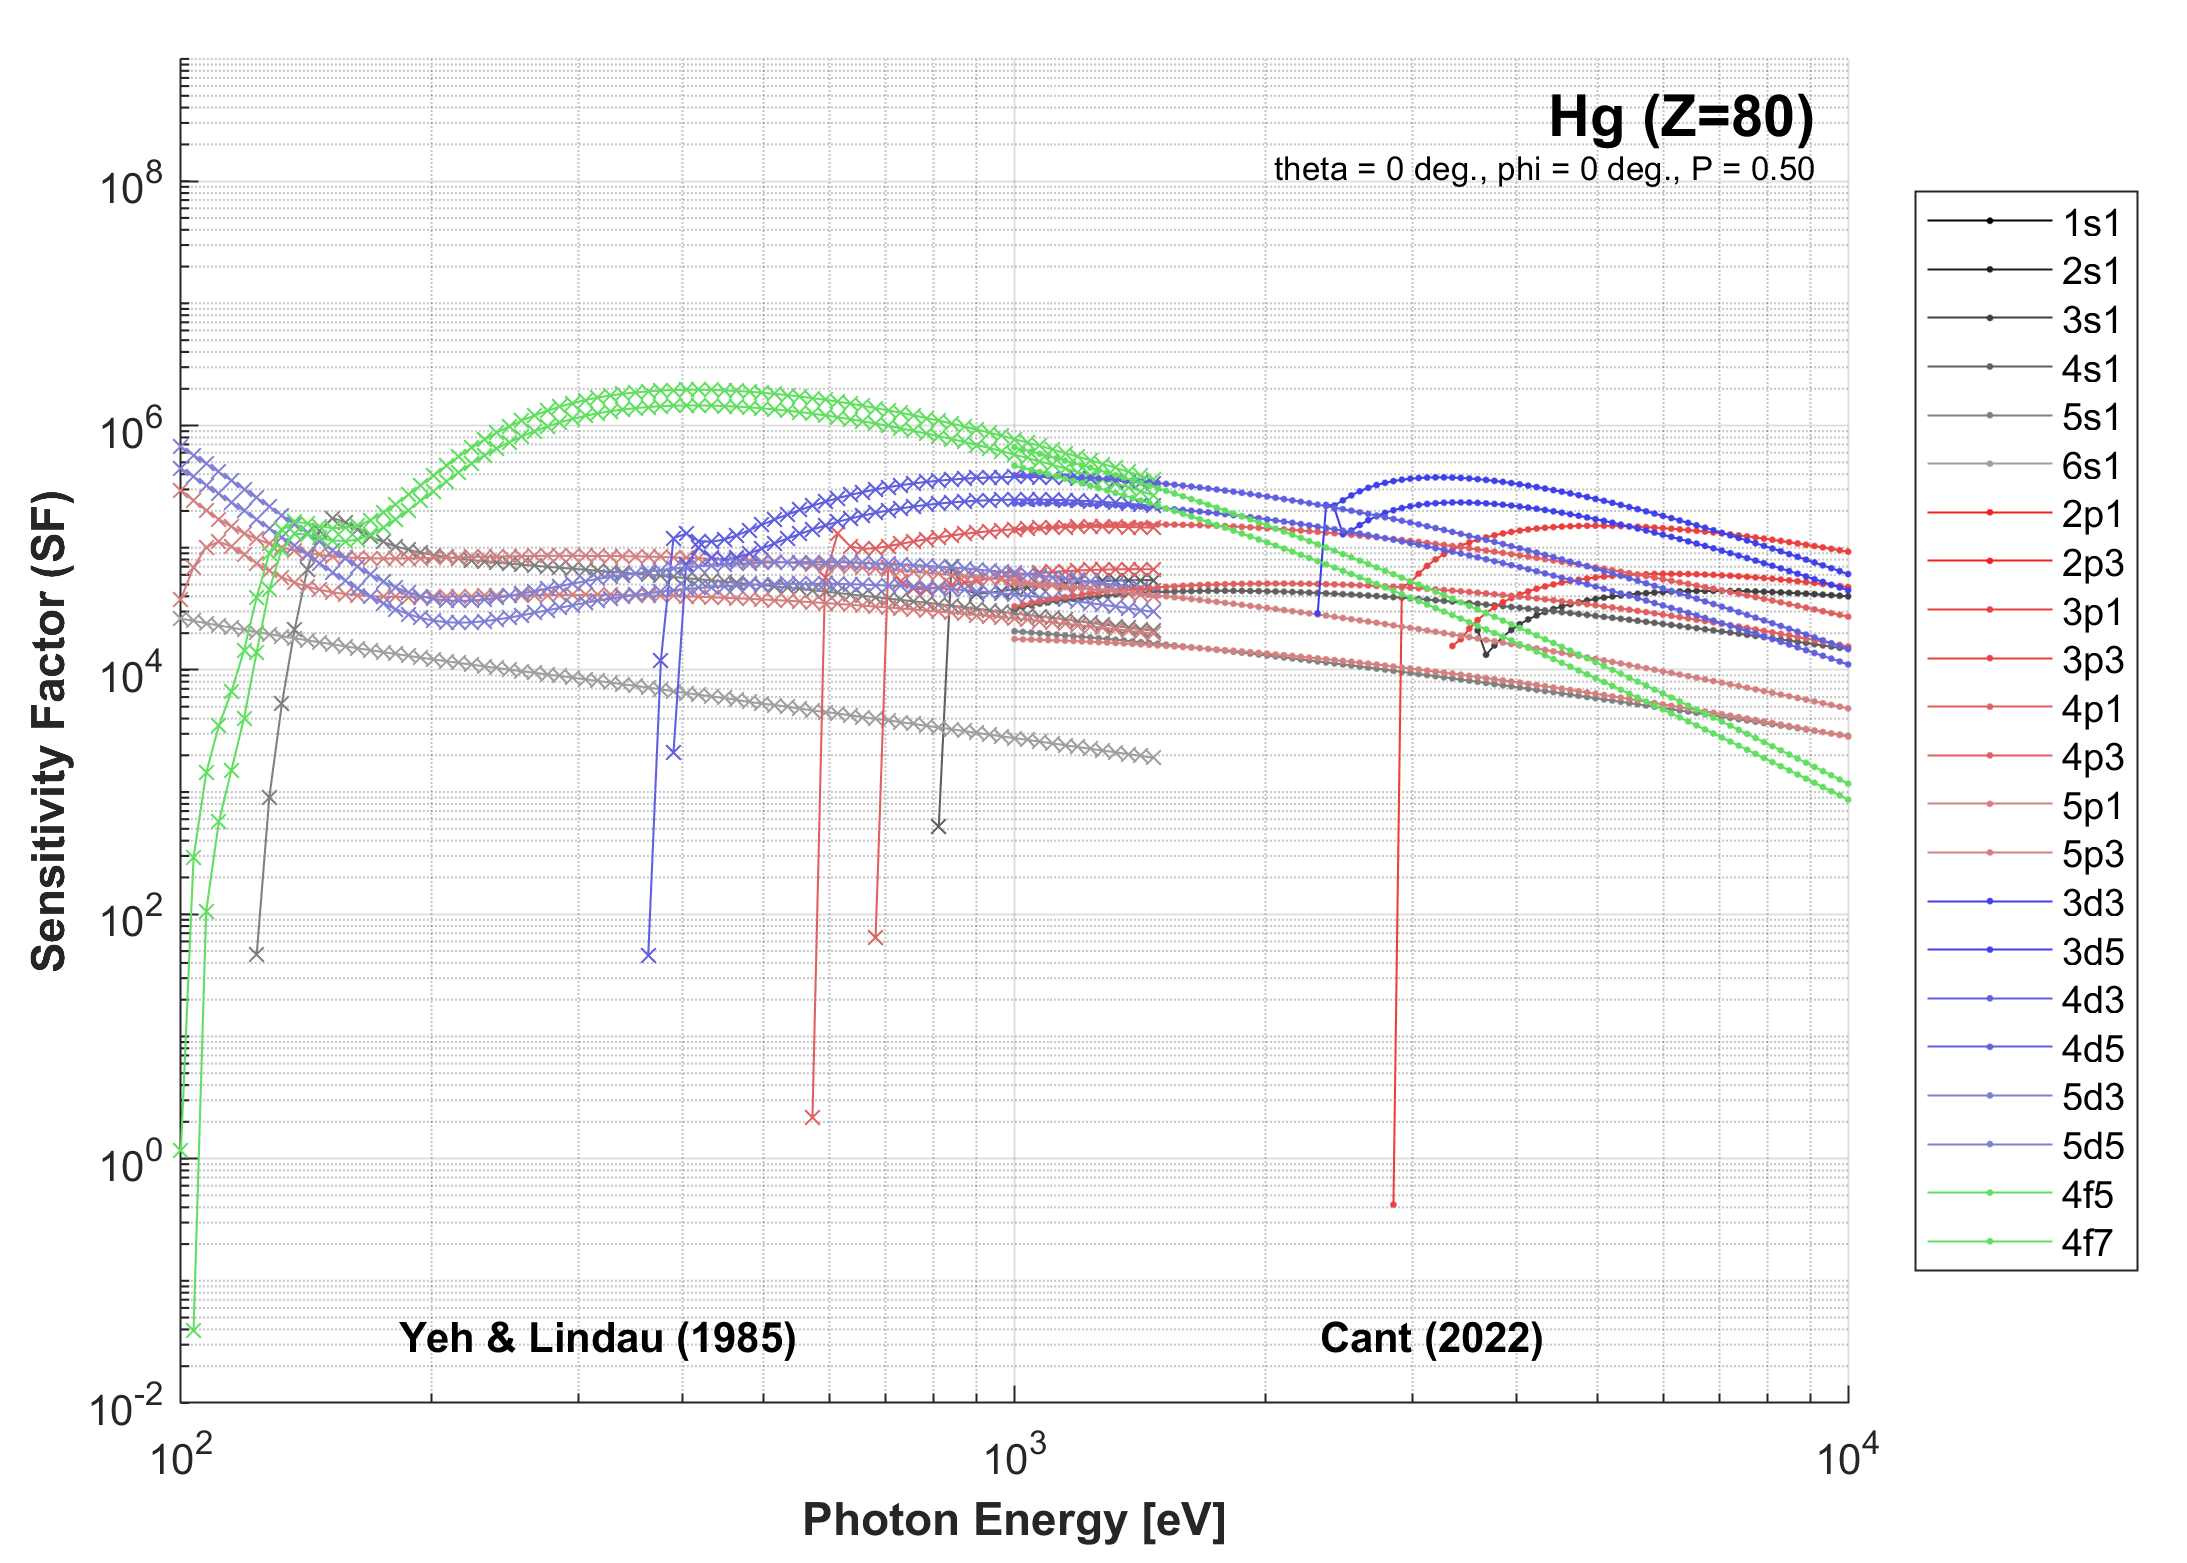 Hg (Z=80)
theta = 0 deg., phi = 0 deg., P = 0.50
Sensitivity Factor (SF)
10^8
10^6
10^4
10^2
10^0
10^-2
10^2
10^3
10^4
Photon Energy [eV]
Yeh & Lindau (1985)
Cant (2022)
1s1
2s1
3s1
4s1
5s1
6s1
2p1
2p3
3p1
3p3
4p1
4p3
5p1
5p3
3d3
3d5
4d3
4d5
5d3
5d5
4f5
4f7